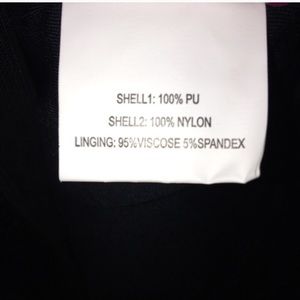 SHELL1: 100% PU
SHELL2: 100% NYLON
LINGING: 95%VISCOSE 5%SPANDEX